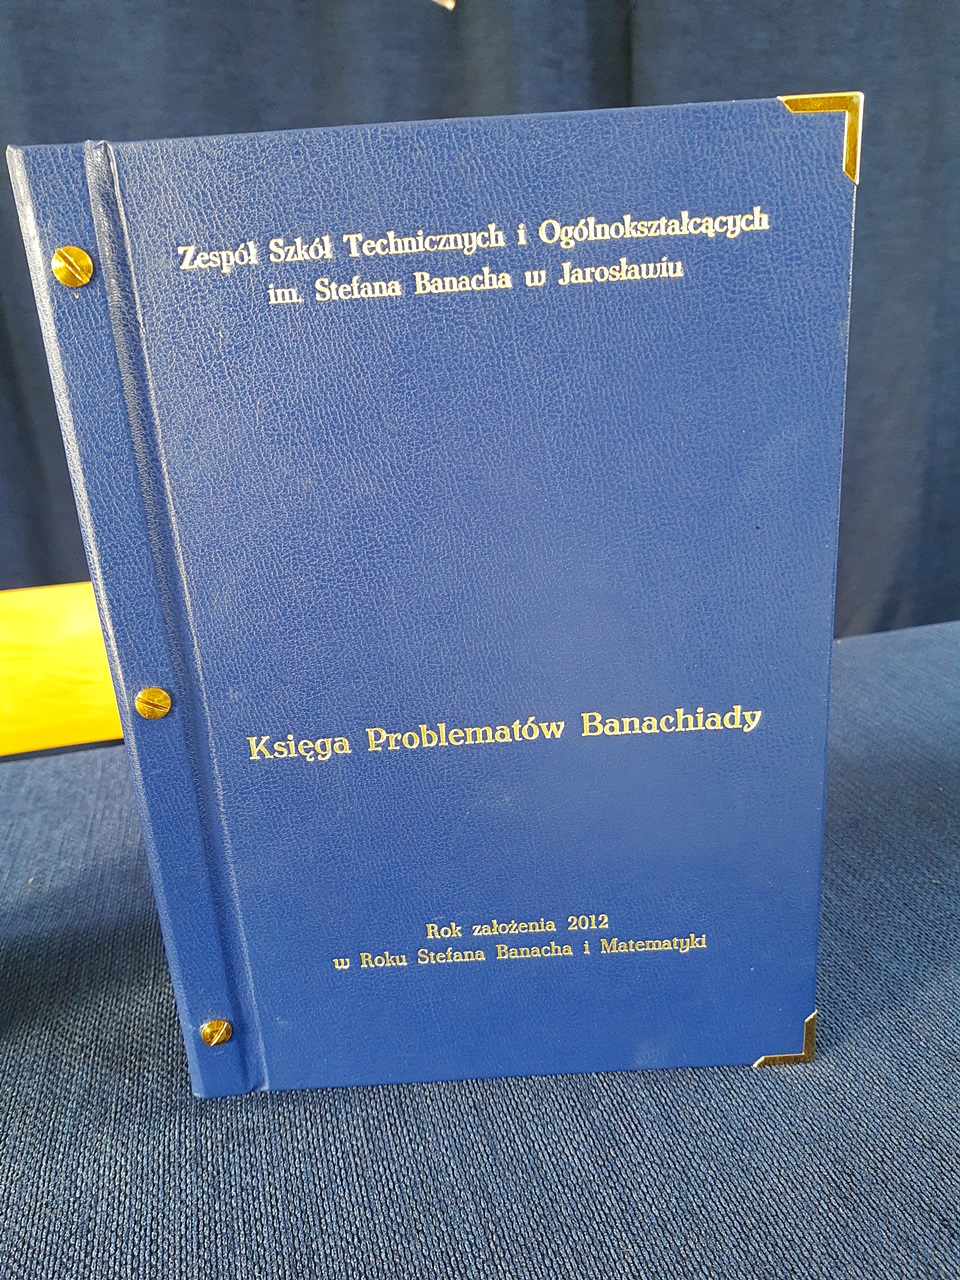 Zespół Szkół Technicznych i Ogólnokształcących
im. Stefana Banacha w Jarosławiu
Księga Problematów Banachiady
Rok założenia 2012
w Roku Stefana Banacha i Matematyki